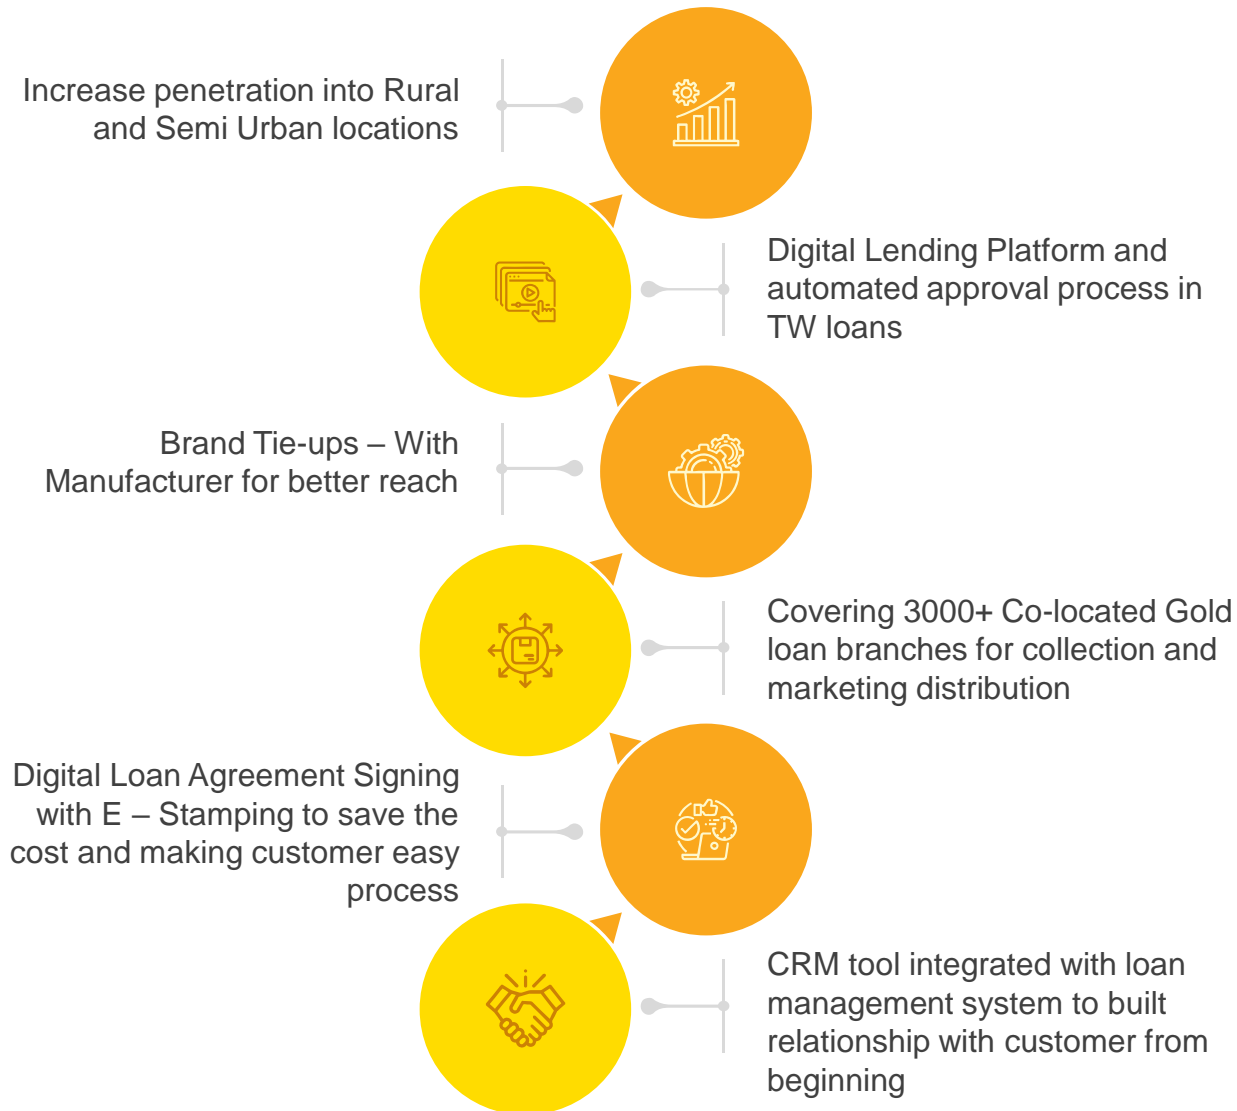 Increase penetration into Rural
and Semi Urban locations
Digital Lending Platform and
automated approval process in
TW loans
Brand Tie-ups – With
Manufacturer for better reach
Covering 3000+ Co-located Gold
loan branches for collection and
marketing distribution
Digital Loan Agreement Signing
with E – Stamping to save the
cost and making customer easy
process
CRM tool integrated with loan
management system to built
relationship with customer from
beginning